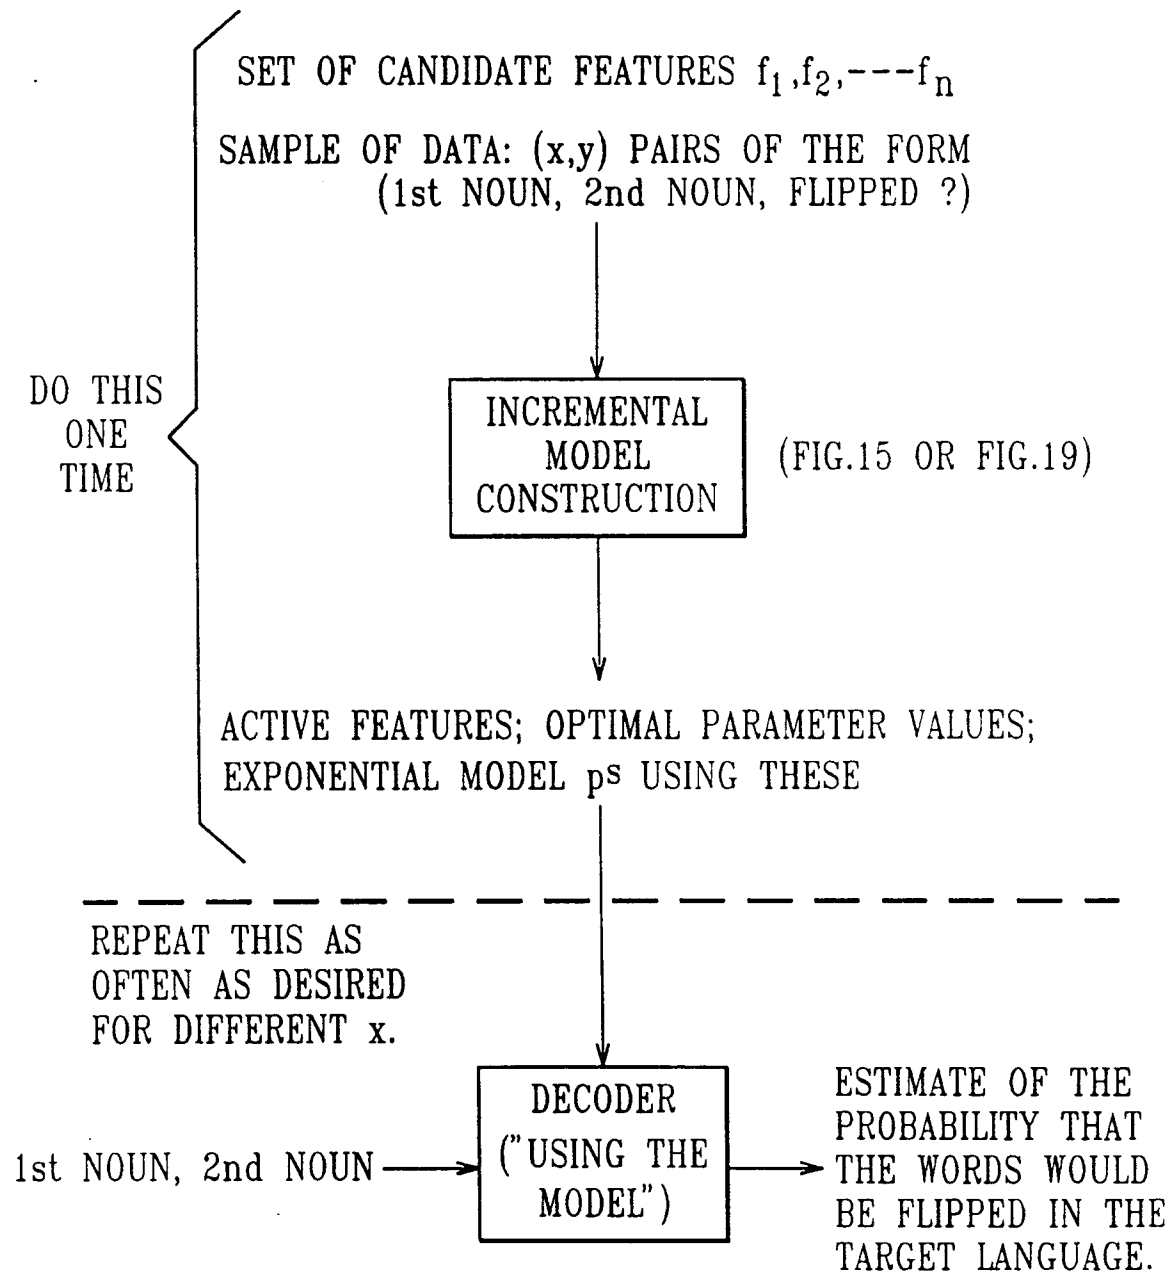 SET OF CANDIDATE FEATURES f1,f2,---fn
SAMPLE OF DATA: (x,y) PAIRS OF THE FORM
(1st NOUN, 2nd NOUN, FLIPPED ?)
DO THIS
ONE
TIME
INCREMENTAL
MODEL
CONSTRUCTION
(FIG.15 OR FIG.19)
ACTIVE FEATURES; OPTIMAL PARAMETER VALUES;
EXPONENTIAL MODEL ps USING THESE
REPEAT THIS AS
OFTEN AS DESIRED
FOR DIFFERENT x.
1st NOUN, 2nd NOUN
DECODER
("USING THE
MODEL")
ESTIMATE OF THE
PROBABILITY THAT
THE WORDS WOULD
BE FLIPPED IN THE
TARGET LANGUAGE.